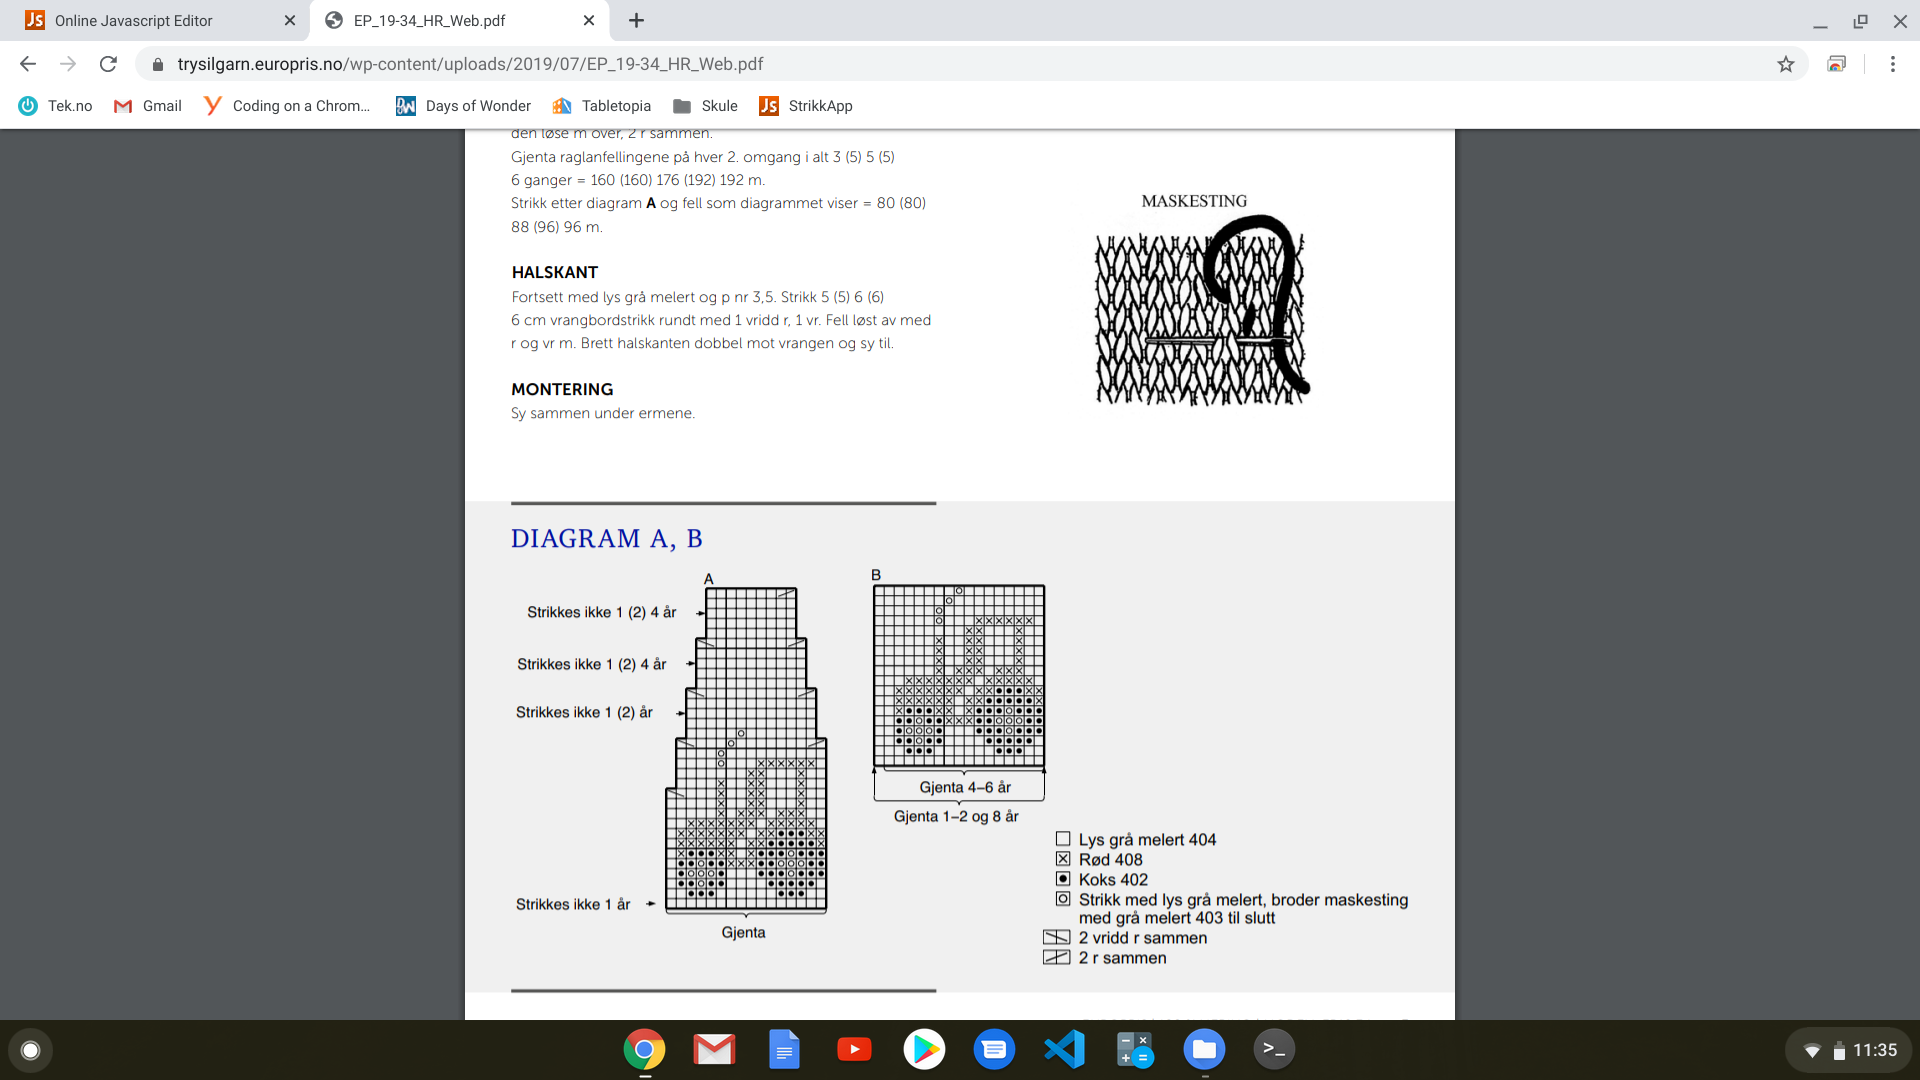 Online Javascript Editor
EP_19-34_HR_Web.pdf
trysilgarn.europris.no/wp-content/uploads/2019/07/EP_19-34_HR_Web.pdf
Tek.no
Gmail
Coding on a Chrom...
Days of Wonder
Tabletopia
Skule
StrikkApp
den løse m over, 2 r sammen.
Gjenta raglanfellingene på hver 2. omgang i alt 3 (5) 5 (5)
6 ganger = 160 (160) 176 (192) 192 m.
Strikk etter diagram A og fell som diagrammet viser = 80 (80)
88 (96) 96 m.
HALSKANT
Fortsett med lys grå melert og p nr 3,5. Strikk 5 (5) 6 (6)
6 cm vrangbordstrikk rundt med 1 vridd r, 1 vr. Fell løst av med
r og vr m. Brett halskanten dobbel mot vrangen og sy til.
MONTERING
Sy sammen under ermene.
MASKESTING
DIAGRAM A, B
A
Strikkes ikke 1 (2) 4 år
Strikkes ikke 1 (2) 4 år
Strikkes ikke 1 (2) år
Strikkes ikke 1 år
Gjenta
B
Gjenta 4–6 år
Gjenta 1–2 og 8 år
Lys grå melert 404
Rød 408
Koks 402
Strikk med lys grå melert, broder maskesting
med grå melert 403 til slutt
2 vridd r sammen
2 r sammen
11:35